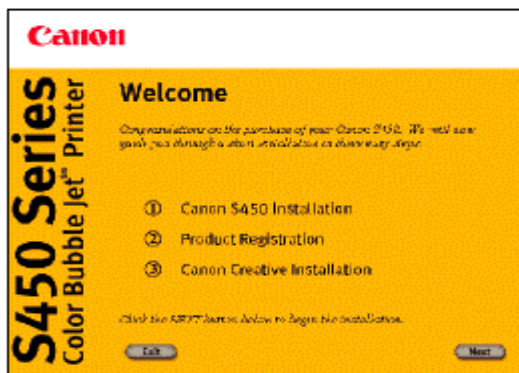 Canon
S450 Series
Color Bubble Jet™ Printer
Welcome
Congratulations on the purchase of your Canon S450. We will now
guide you through a short installation in three easy steps:
① Canon S450 Installation
② Product Registration
③ Canon Creative Installation
Click the NEXT button below to begin the installation.
Exit
Next